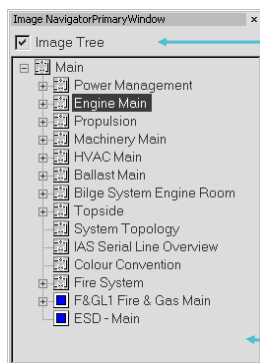 Image NavigatorPrimaryWindow
Image Tree
Main
Power Management
Engine Main
Propulsion
Machinery Main
HVAC Main
Ballast Main
Bilge System Engine Room
Topside
System Topology
IAS Serial Line Overview
Colour Convention
Fire System
F&GL1 Fire & Gas Main
ESD - Main